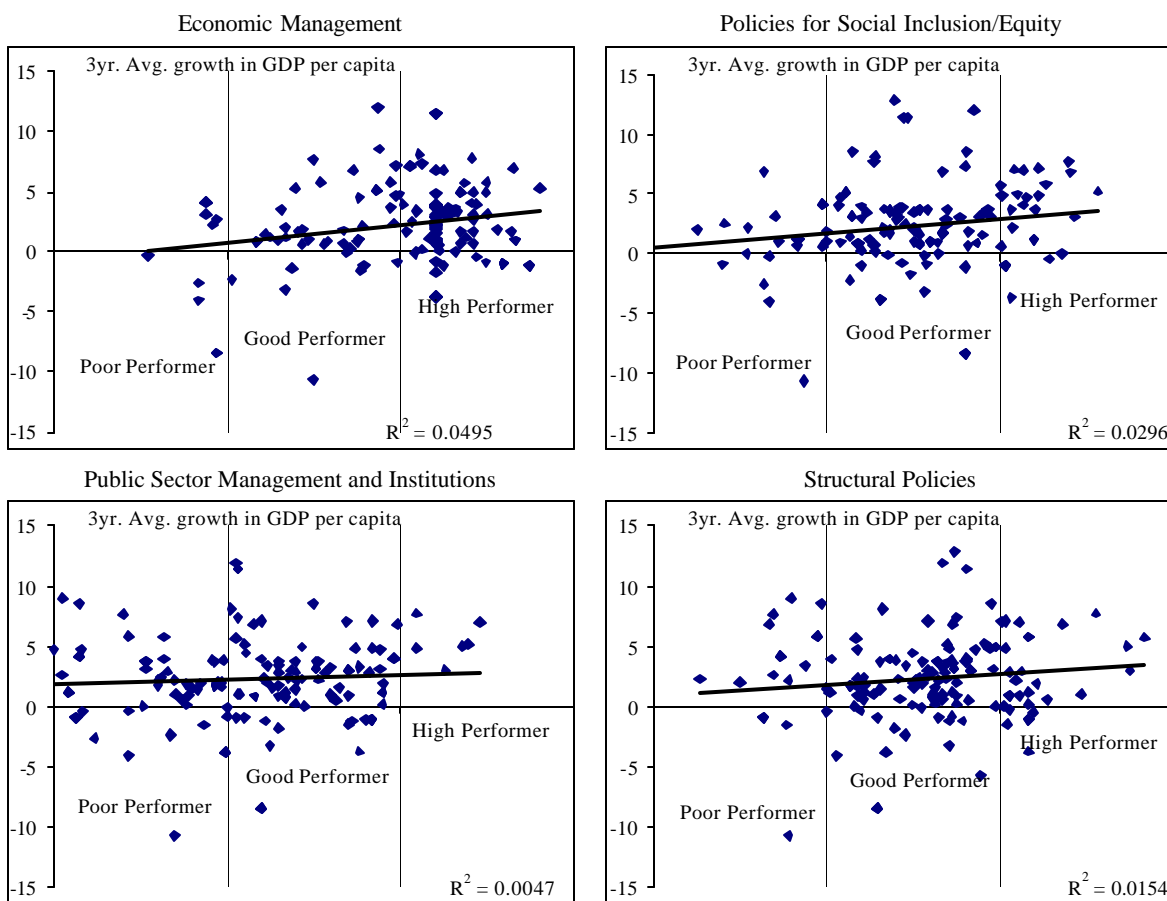 Economic Management
3yr. Avg. growth in GDP per capita
15
10
5
0
-5
-10
-15
High Performer
Good Performer
Poor Performer
R² = 0.0495
Policies for Social Inclusion/Equity
3yr. Avg. growth in GDP per capita
15
10
5
0
-5
-10
-15
High Performer
Good Performer
Poor Performer
R² = 0.0296
Public Sector Management and Institutions
3yr. Avg. growth in GDP per capita
15
10
5
0
-5
-10
-15
High Performer
Good Performer
Poor Performer
R² = 0.0047
Structural Policies
3yr. Avg. growth in GDP per capita
15
10
5
0
-5
-10
-15
High Performer
Good Performer
Poor Performer
R² = 0.0154